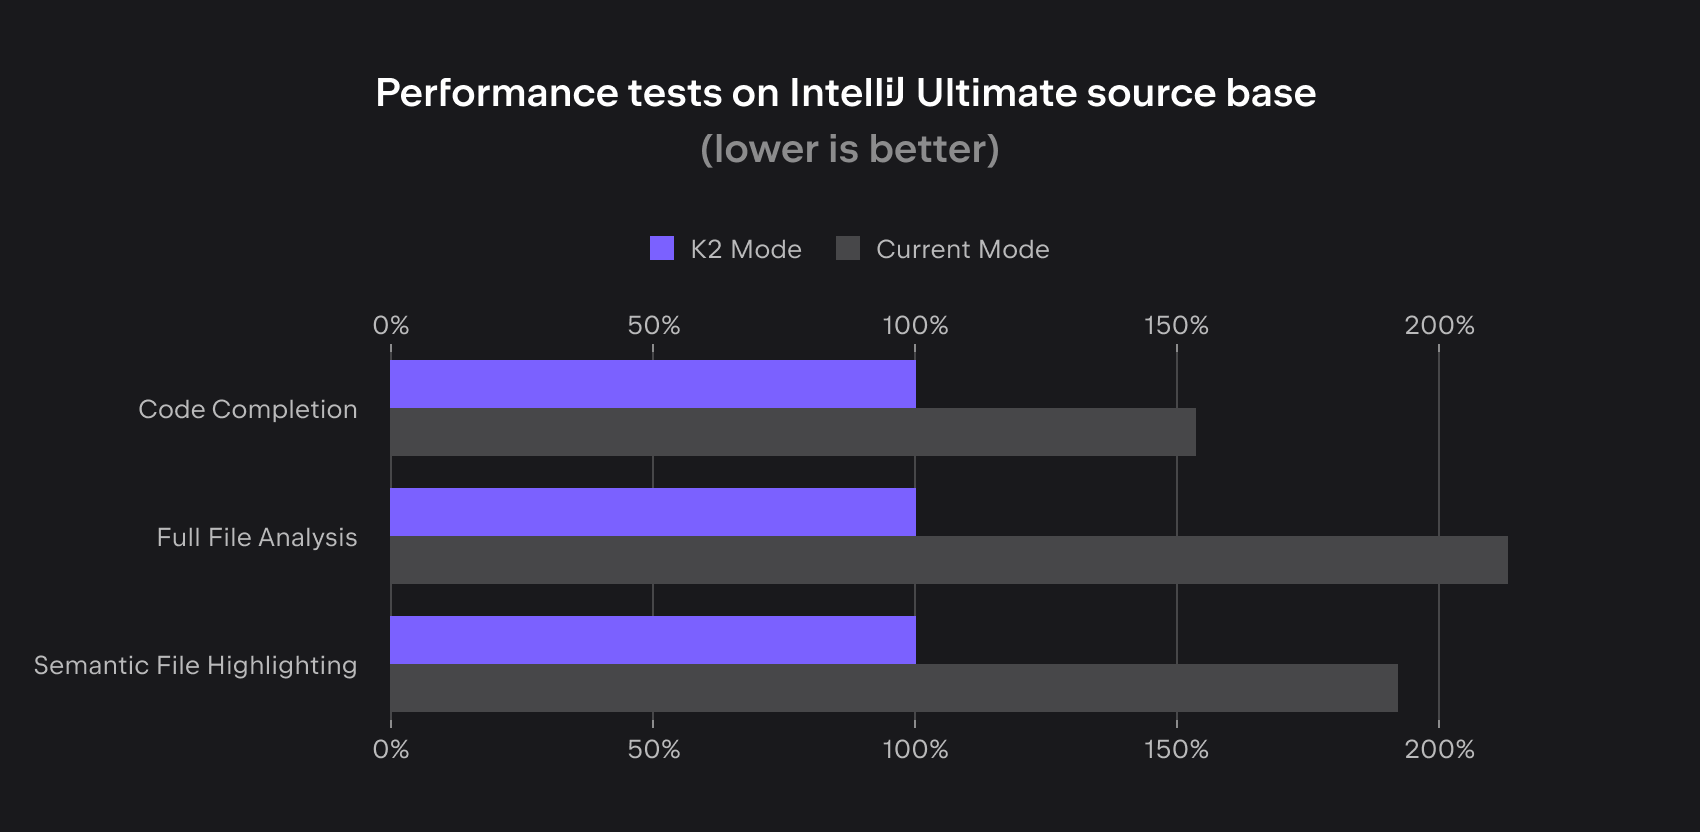 Performance tests on IntelliJ Ultimate source base
(lower is better)
K2 Mode
Current Mode
0% 50% 100% 150% 200%
Code Completion
Full File Analysis
Semantic File Highlighting
0% 50% 100% 150% 200%